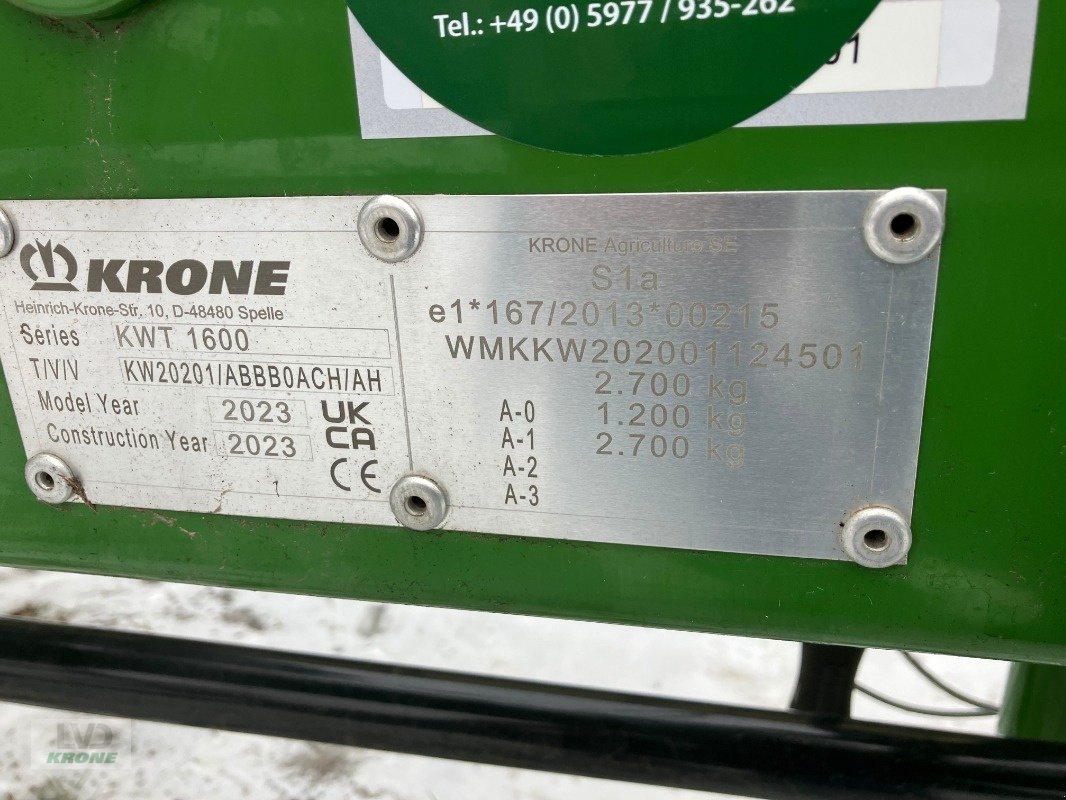 Tel.: +49 (0) 5977 / 935-262
KRONE
Heinrich-Krone-Str. 10, D-48480 Spelle
Series KWT 1600
T/V/V KW20201/ABBB0ACH/AH
Model Year 2023
Construction Year 2023
UK
CA
CE
KRONE Agriculture SE
S1a
e1*167/2013*00215
WMKKW202001124501
2.700 kg
A-0 1.200 kg
A-1 2.700 kg
A-2
A-3
LVD
KRONE